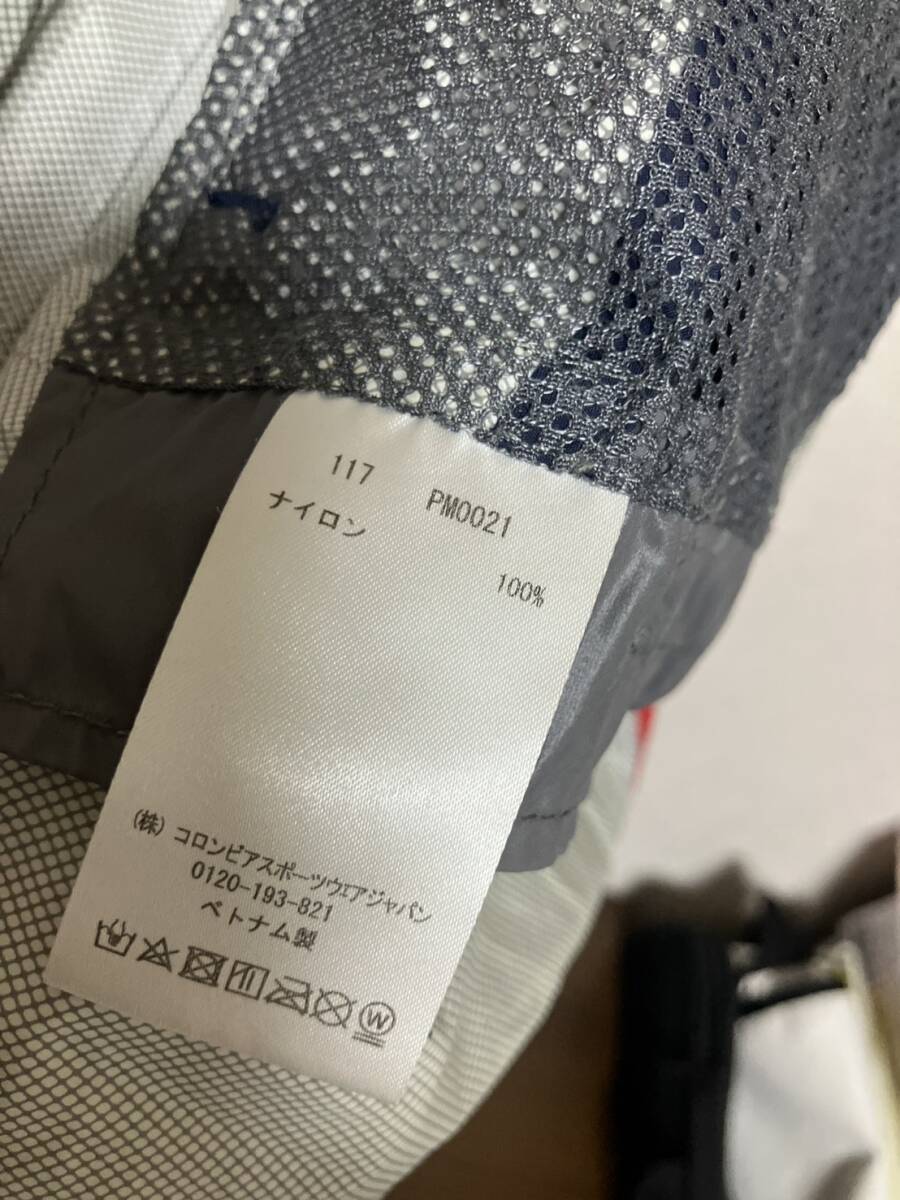 117 PM0021
ナイロン
100%
(株) コロンビアスポーツウェアジャパン
0120-193-821
ベトナム製
W